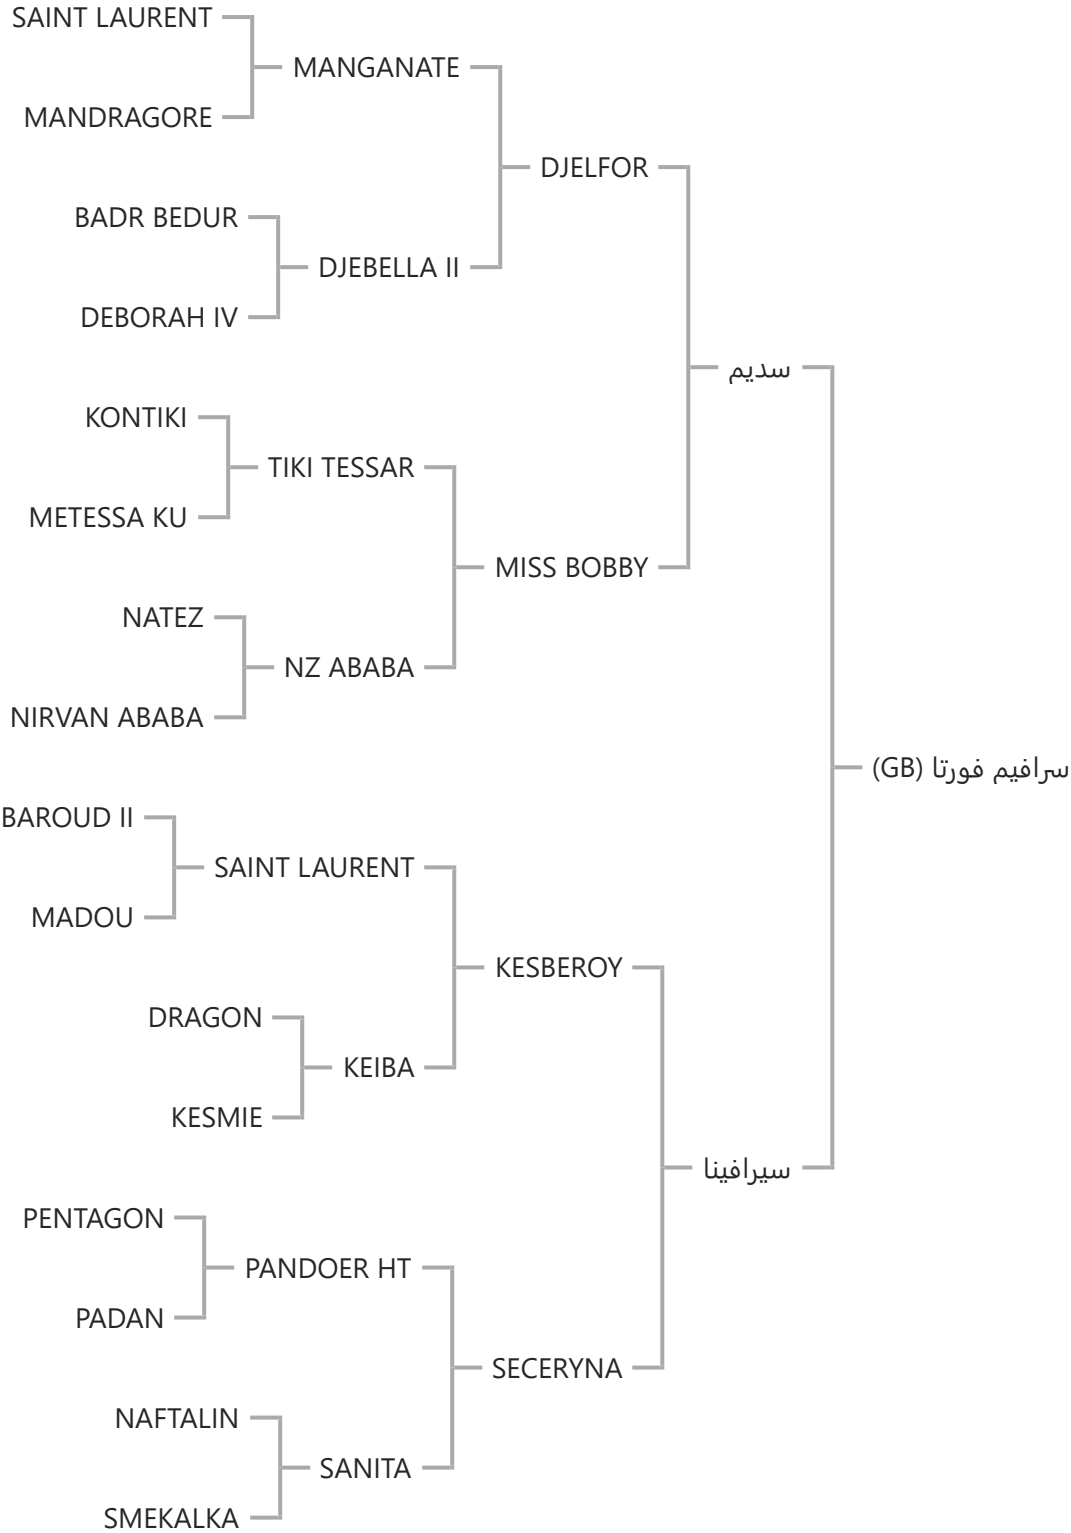 SAINT LAURENT
MANGANATE
MANDRAGORE
DJELFOR
BADR BEDUR
DJEBELLA II
DEBORAH IV
سديم
KONTIKI
TIKI TESSAR
METESSA KU
MISS BOBBY
NATEZ
NZ ABABA
NIRVAN ABABA
سرافيم فورتا (GB)
BAROUD II
SAINT LAURENT
MADOU
KESBEROY
DRAGON
KEIBA
KESMIE
سيرافينا
PENTAGON
PANDOER HT
PADAN
SECERYNA
NAFTALIN
SANITA
SMEKALKA